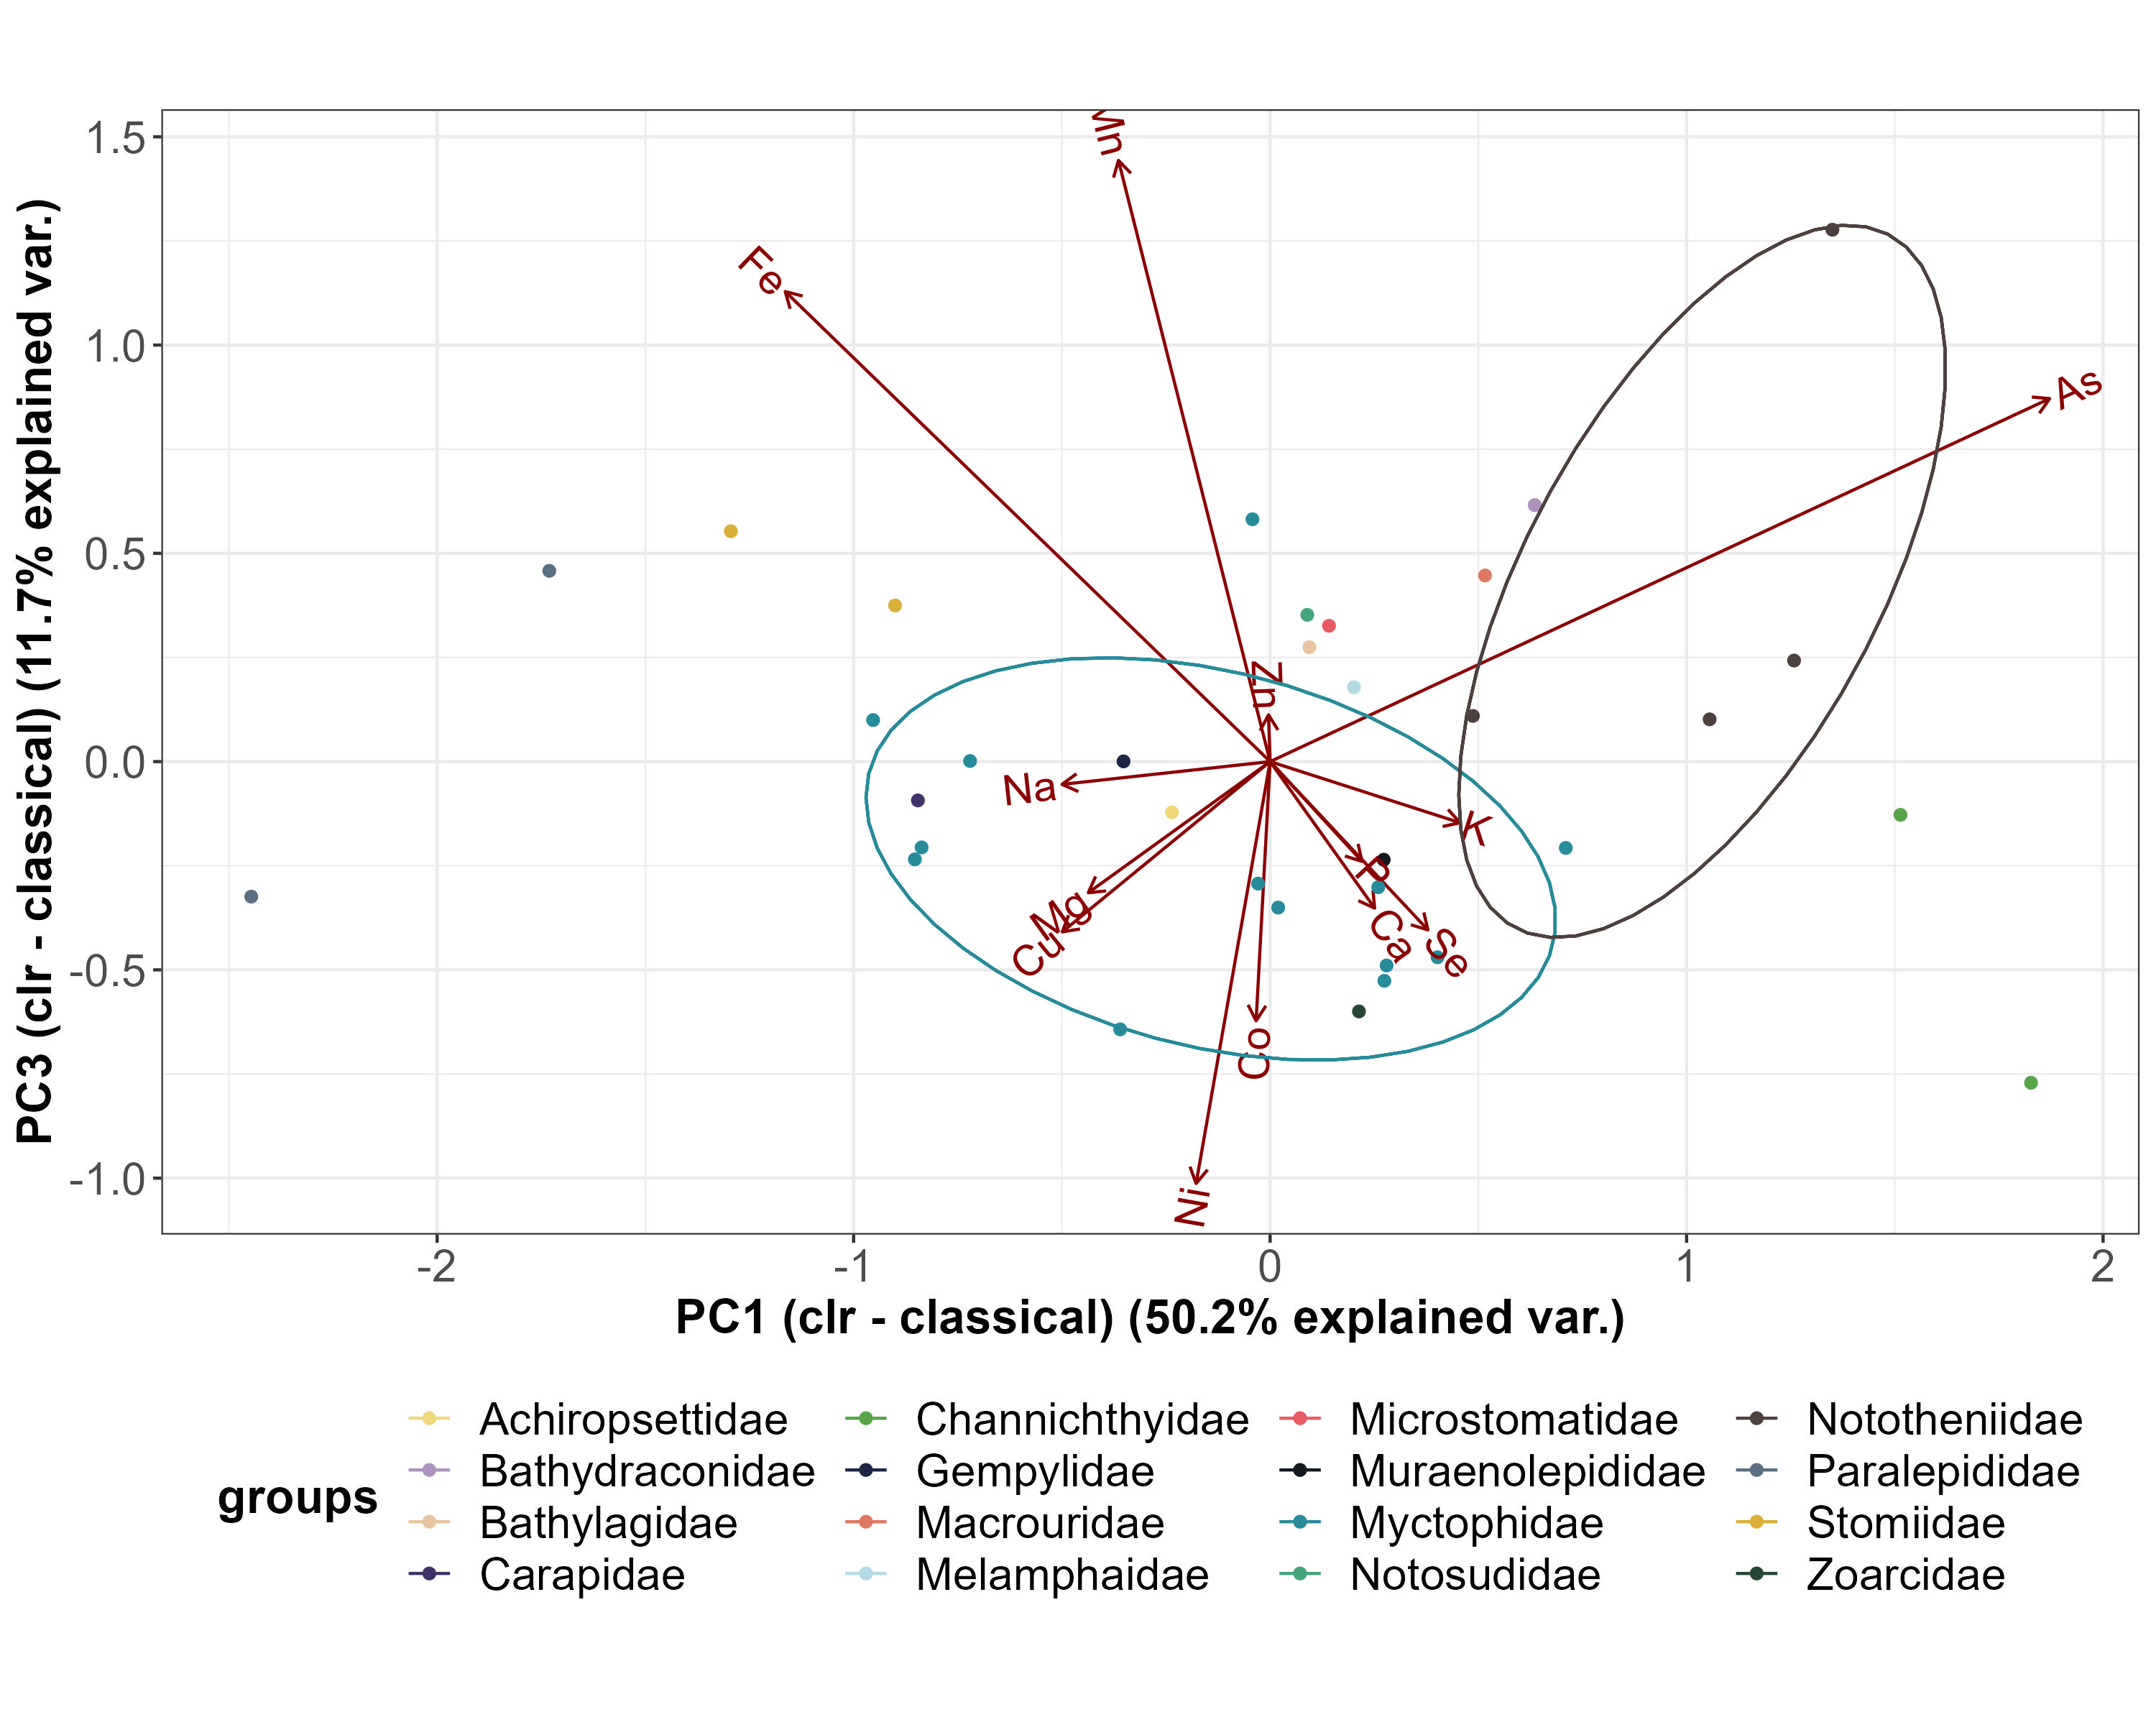 PC3 (clr - classical) (11.7% explained var.)
1.5
1.0
0.5
0.0
-0.5
-1.0
Mn
Fe
As
Zn
Na
K
P
Mg
Cu
Ca
Se
Co
Ni
-2
-1
0
1
2
PC1 (clr - classical) (50.2% explained var.)
groups
Achiropsettidae
Bathydraconidae
Bathylagidae
Carapidae
Channichthyidae
Gempylidae
Macrouridae
Melamphaidae
Microstomatidae
Muraenolepididae
Myctophidae
Notosudidae
Nototheniidae
Paralepididae
Stomiidae
Zoarcidae